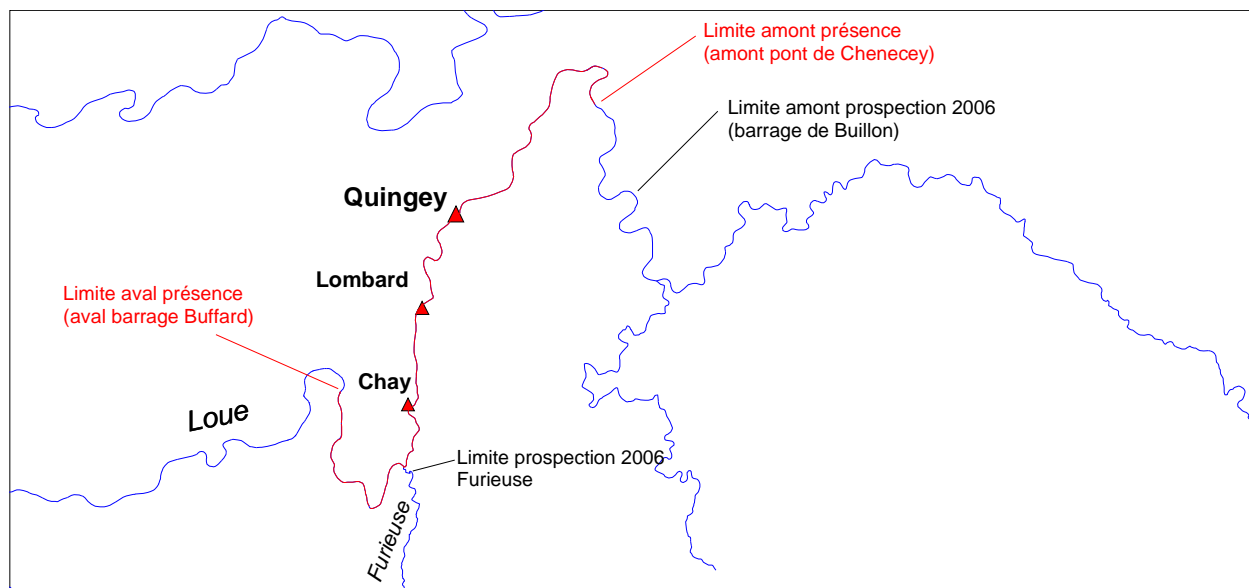 Limite amont présence
(amont pont de Chenecey)
Limite amont prospection 2006
(barrage de Buillon)
Quingey
Lombard
Limite aval présence
(aval barrage Buffard)
Chay
Loue
Limite prospection 2006
Furieuse
Furieuse